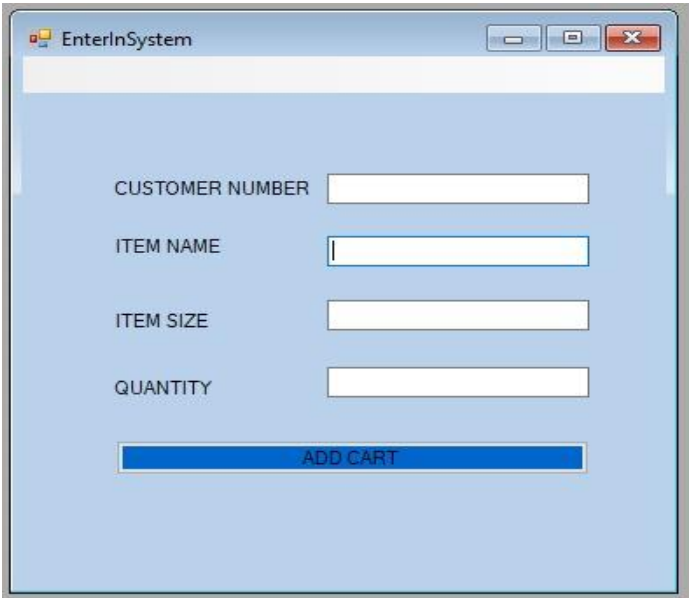 EnterInSystem
CUSTOMER NUMBER
ITEM NAME
ITEM SIZE
QUANTITY
ADD CART